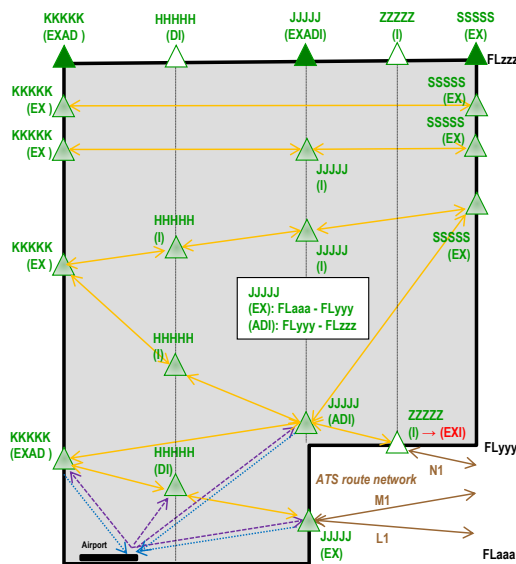 KKKKK
(EXAD )
HHHHH
(DI)
JJJJJ
(EXADI)
ZZZZZ
(I)
SSSSS
(EX)
FLzzz
KKKKK
(EX )
SSSSS
(EX)
KKKKK
(EX )
SSSSS
(EX)
JJJJJ
(I)
HHHHH
(I)
JJJJJ
(I)
SSSSS
(EX)
KKKKK
(EX )
JJJJJ
(EX): FLaaa - FLyyy
(ADI): FLyyy - FLzzz
HHHHH
(I)
JJJJJ
(ADI)
ZZZZZ
(I) → (EXI)
KKKKK
(EXAD )
FLyyy
HHHHH
(DI)
N1
ATS route network
M1
L1
Airport
JJJJJ
(EX)
FLaaa